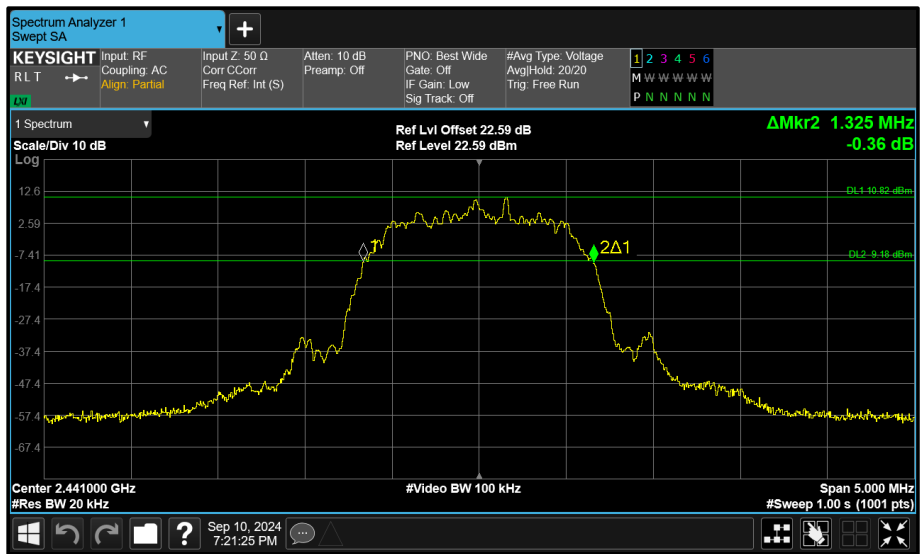 Spectrum Analyzer 1
Swept SA
+
KEYSIGHT
RLT
LXI
Input: RF
Coupling: AC
Align: Partial
Input Z: 50 Ω
Corr CCorr
Freq Ref: Int (S)
Atten: 10 dB
Preamp: Off
PNO: Best Wide
Gate: Off
IF Gain: Low
Sig Track: Off
#Avg Type: Voltage
Avg|Hold: 20/20
Trig: Free Run
1 2 3 4 5 6
M W W W W W
P N N N N N
1 Spectrum
Scale/Div 10 dB
Log
Ref Lvl Offset 22.59 dB
Ref Level 22.59 dBm
ΔMkr2 1.325 MHz
-0.36 dB
12.6
DL1 10.82 dBm
2.59
1
2Δ1
-7.41
DL2 -9.18 dBm
-17.4
-27.4
-37.4
-47.4
-57.4
-67.4
Center 2.441000 GHz
#Video BW 100 kHz
Span 5.000 MHz
#Res BW 20 kHz
#Sweep 1.00 s (1001 pts)
?
Sep 10, 2024
7:21:25 PM